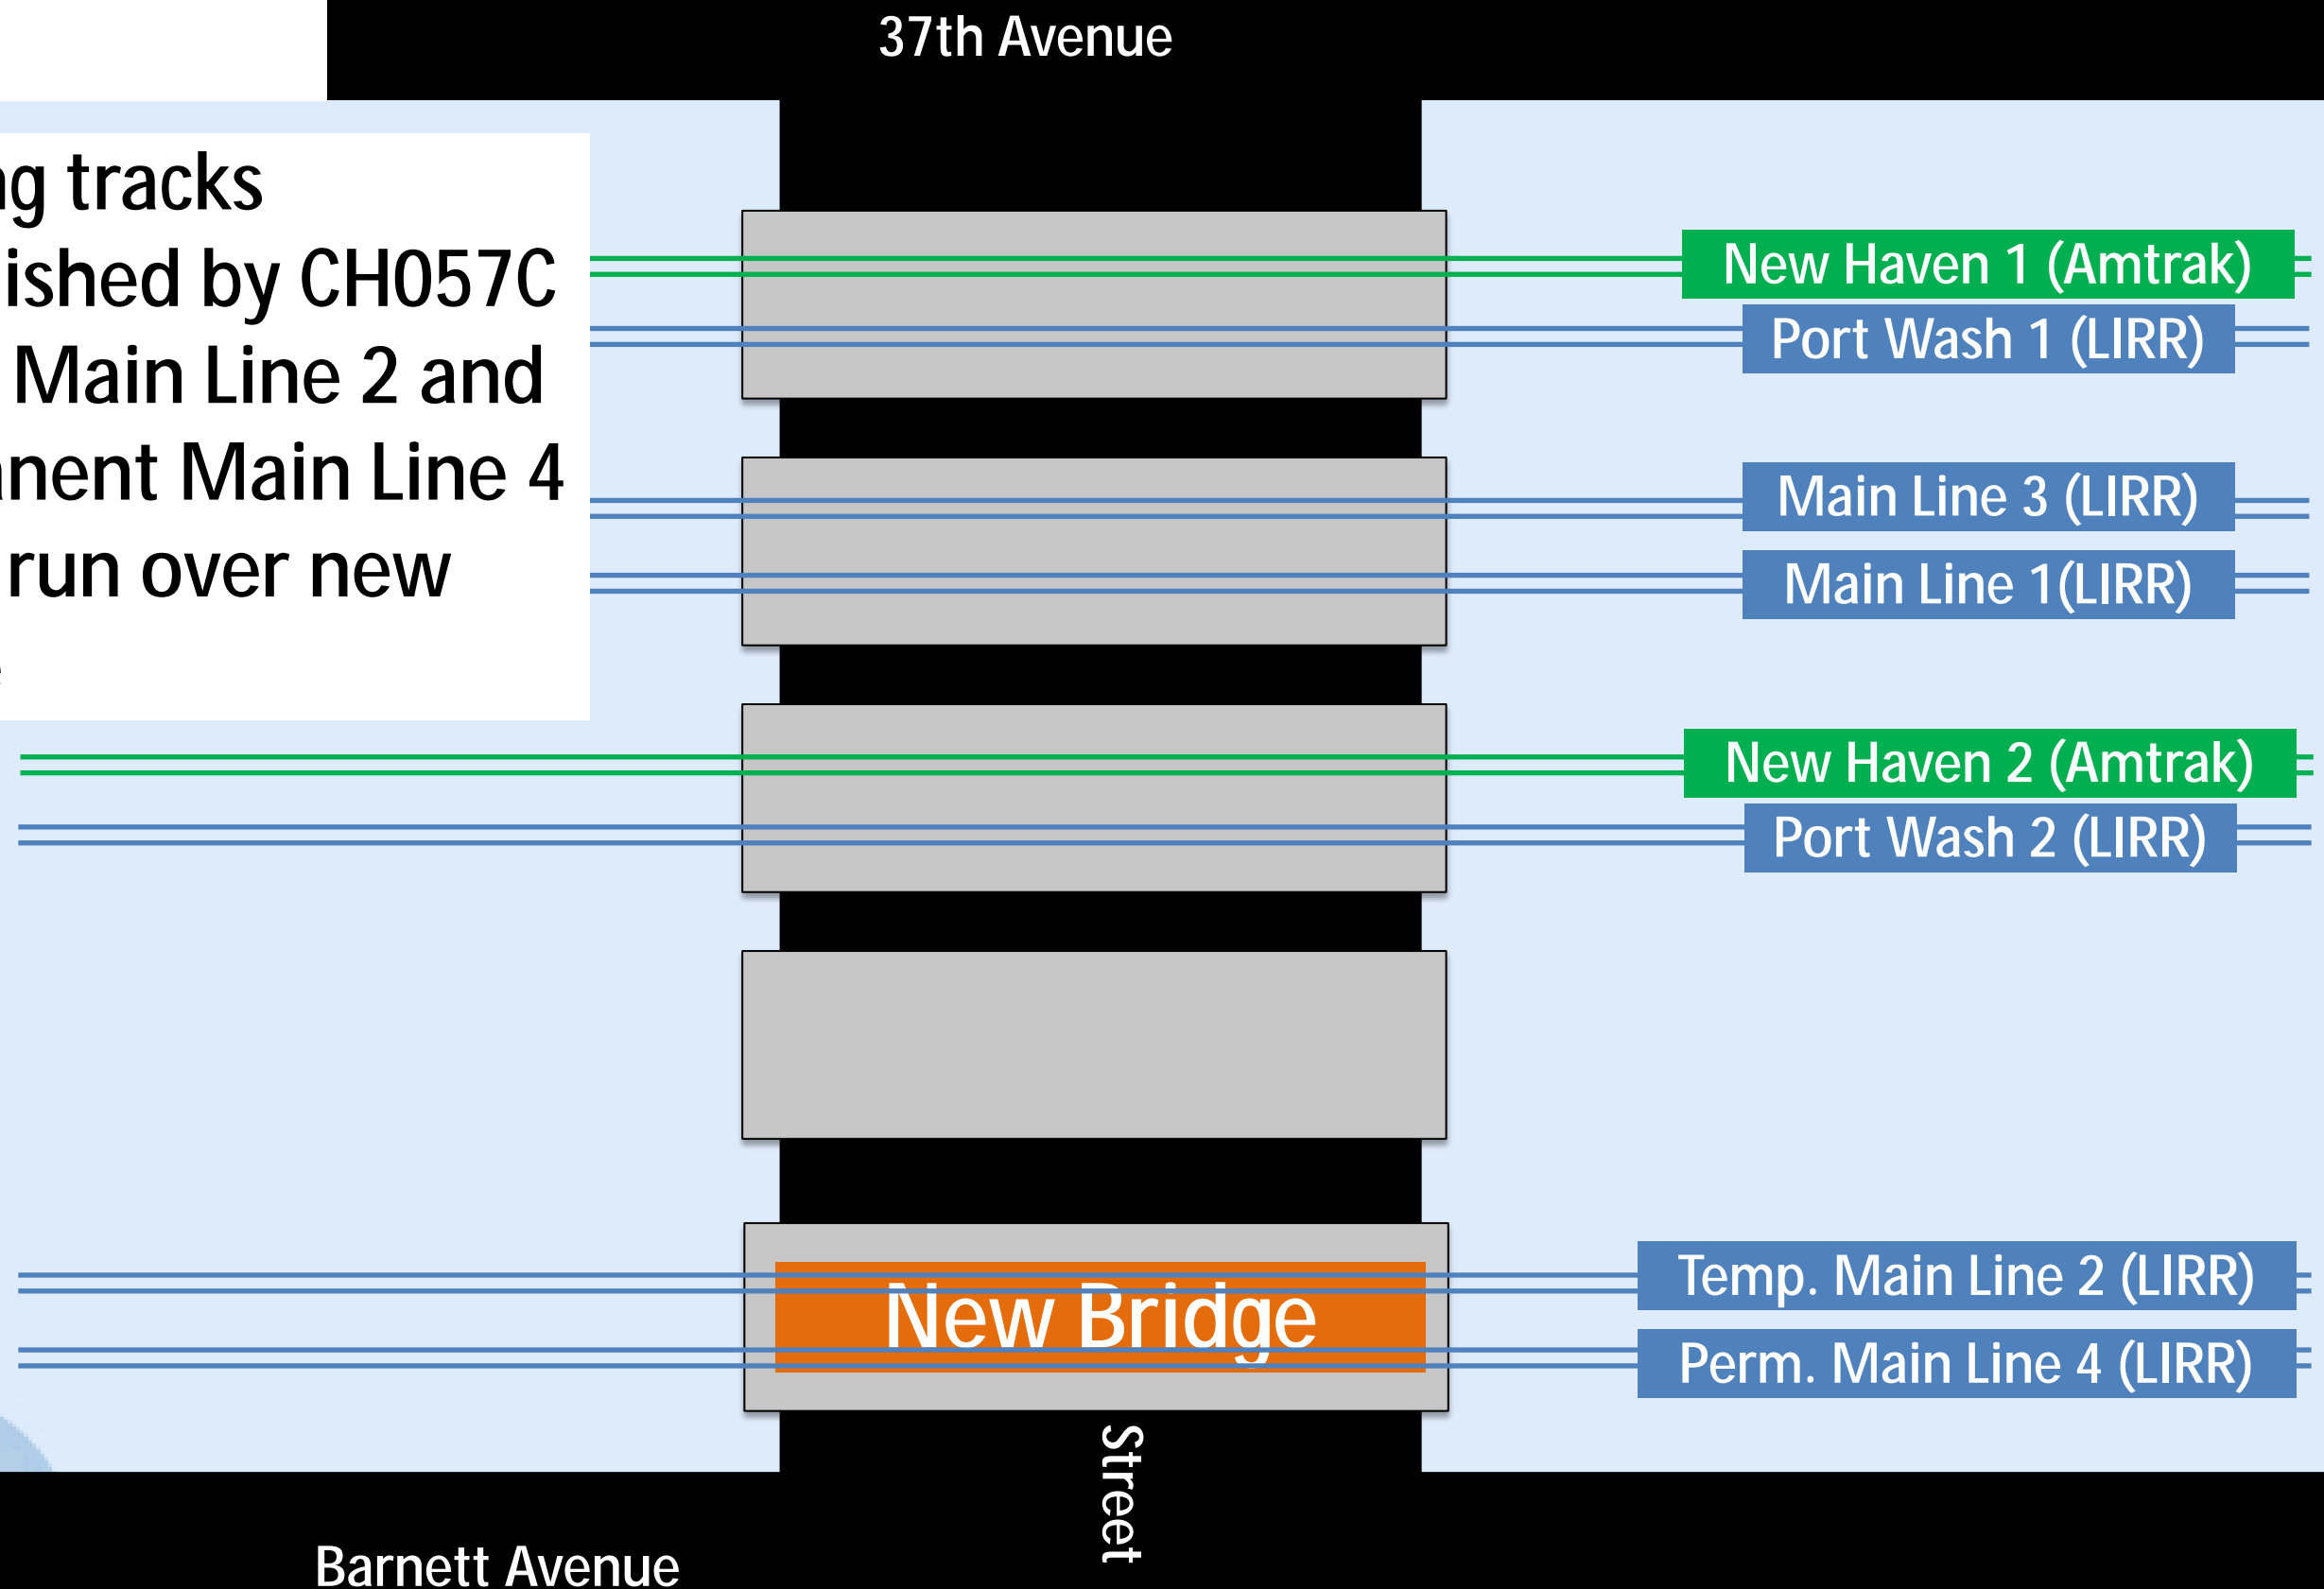 37th Avenue
tracks
by CH057C
Main Line 2 and
Main Line 4
run over new
New Haven 1 (Amtrak)
Port Wash 1 (LIRR)
Main Line 3 (LIRR)
Main Line 1(LIRR)
New Haven 2 (Amtrak)
Port Wash 2 (LIRR)
New Bridge
Temp. Main Line 2 (LIRR)
Perm. Main Line 4 (LIRR)
Street
Barnett Avenue